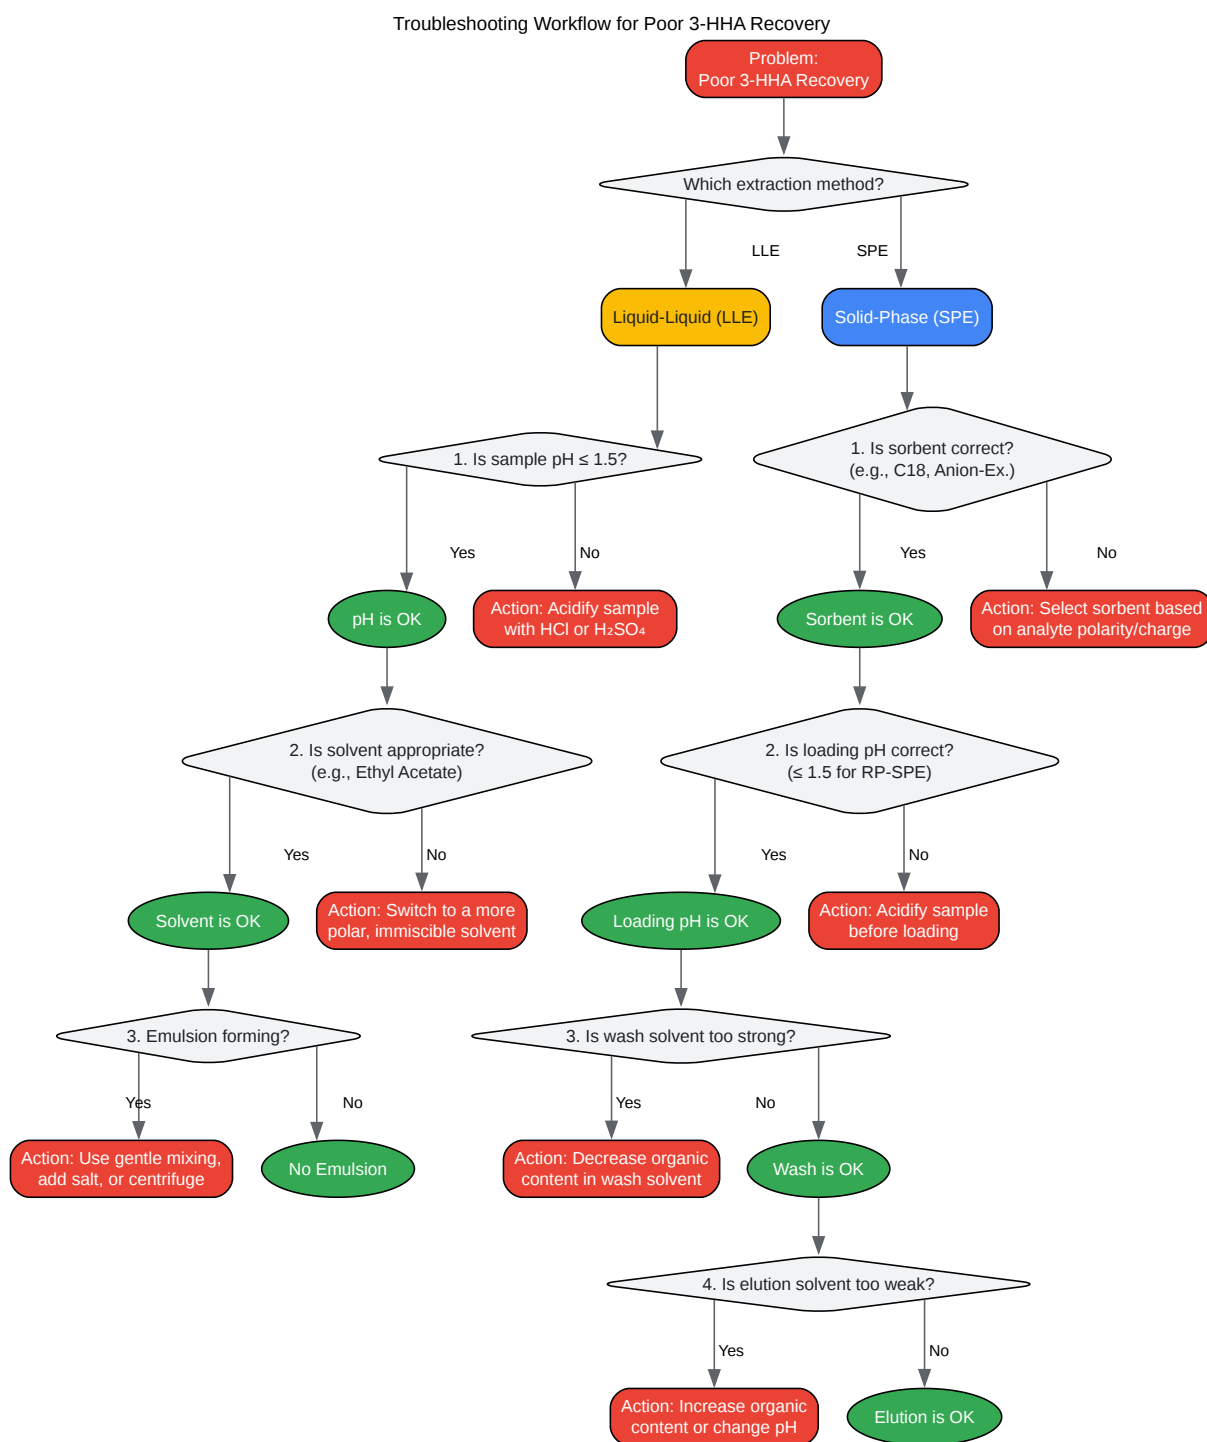 Troubleshooting Workflow for Poor 3-HHA Recovery
Problem:
Poor 3-HHA Recovery
Which extraction method?
LLE
SPE
Liquid-Liquid (LLE)
Solid-Phase (SPE)
1. Is sample pH ≤ 1.5?
1. Is sorbent correct?
(e.g., C18, Anion-Ex.)
Yes
No
Yes
No
pH is OK
Action: Acidify sample
with HCl or H₂SO₄
Sorbent is OK
Action: Select sorbent based
on analyte polarity/charge
2. Is solvent appropriate?
(e.g., Ethyl Acetate)
2. Is loading pH correct?
(≤ 1.5 for RP-SPE)
Yes
No
Yes
No
Solvent is OK
Action: Switch to a more
polar, immiscible solvent
Loading pH is OK
Action: Acidify sample
before loading
3. Emulsion forming?
3. Is wash solvent too strong?
Yes
No
Yes
No
Action: Use gentle mixing,
add salt, or centrifuge
No Emulsion
Action: Decrease organic
content in wash solvent
Wash is OK
4. Is elution solvent too weak?
Yes
No
Action: Increase organic
content or change pH
Elution is OK